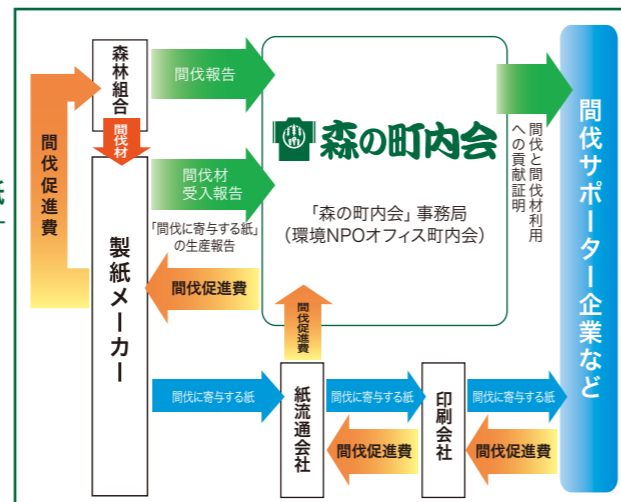 森林組合
間伐報告
間伐促進費
間伐材
製紙メーカー
間伐材
受入報告
「間伐に寄与する紙」
の生産報告
間伐促進費
森の町内会
「森の町内会」事務局
（環境NPOオフィス町内会）
間伐と間伐材利用
への貢献証明
間伐サポーター企業など
間伐促進費
間伐に寄与する紙
紙流通会社
間伐に寄与する紙
間伐促進費
印刷会社
間伐に寄与する紙
間伐促進費